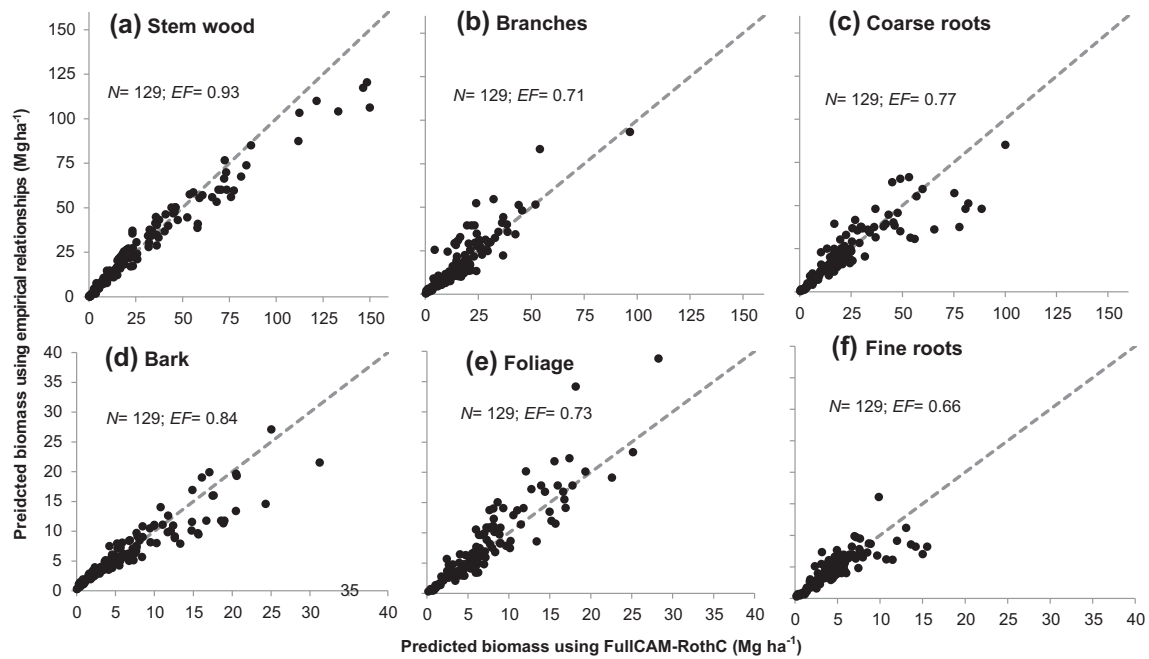 (a) Stem wood
N= 129; EF= 0.93
150
125
100
75
50
25
0
0 25 50 75 100 125 150
(b) Branches
N= 129; EF= 0.71
0 25 50 75 100 125 150
(c) Coarse roots
N= 129; EF= 0.77
0 25 50 75 100 125 150
Preidcted biomass using empirical relationships (Mg ha-1)
(d) Bark
N= 129; EF= 0.84
40
35
30
25
20
15
10
5
0
35
0 5 10 15 20 25 30 40
(e) Foliage
N= 129; EF= 0.73
0 5 10 15 20 25 30 35 40
(f) Fine roots
N= 129; EF= 0.66
0 5 10 15 20 25 30 35 40
Predicted biomass using FullCAM-RothC (Mg ha-1)